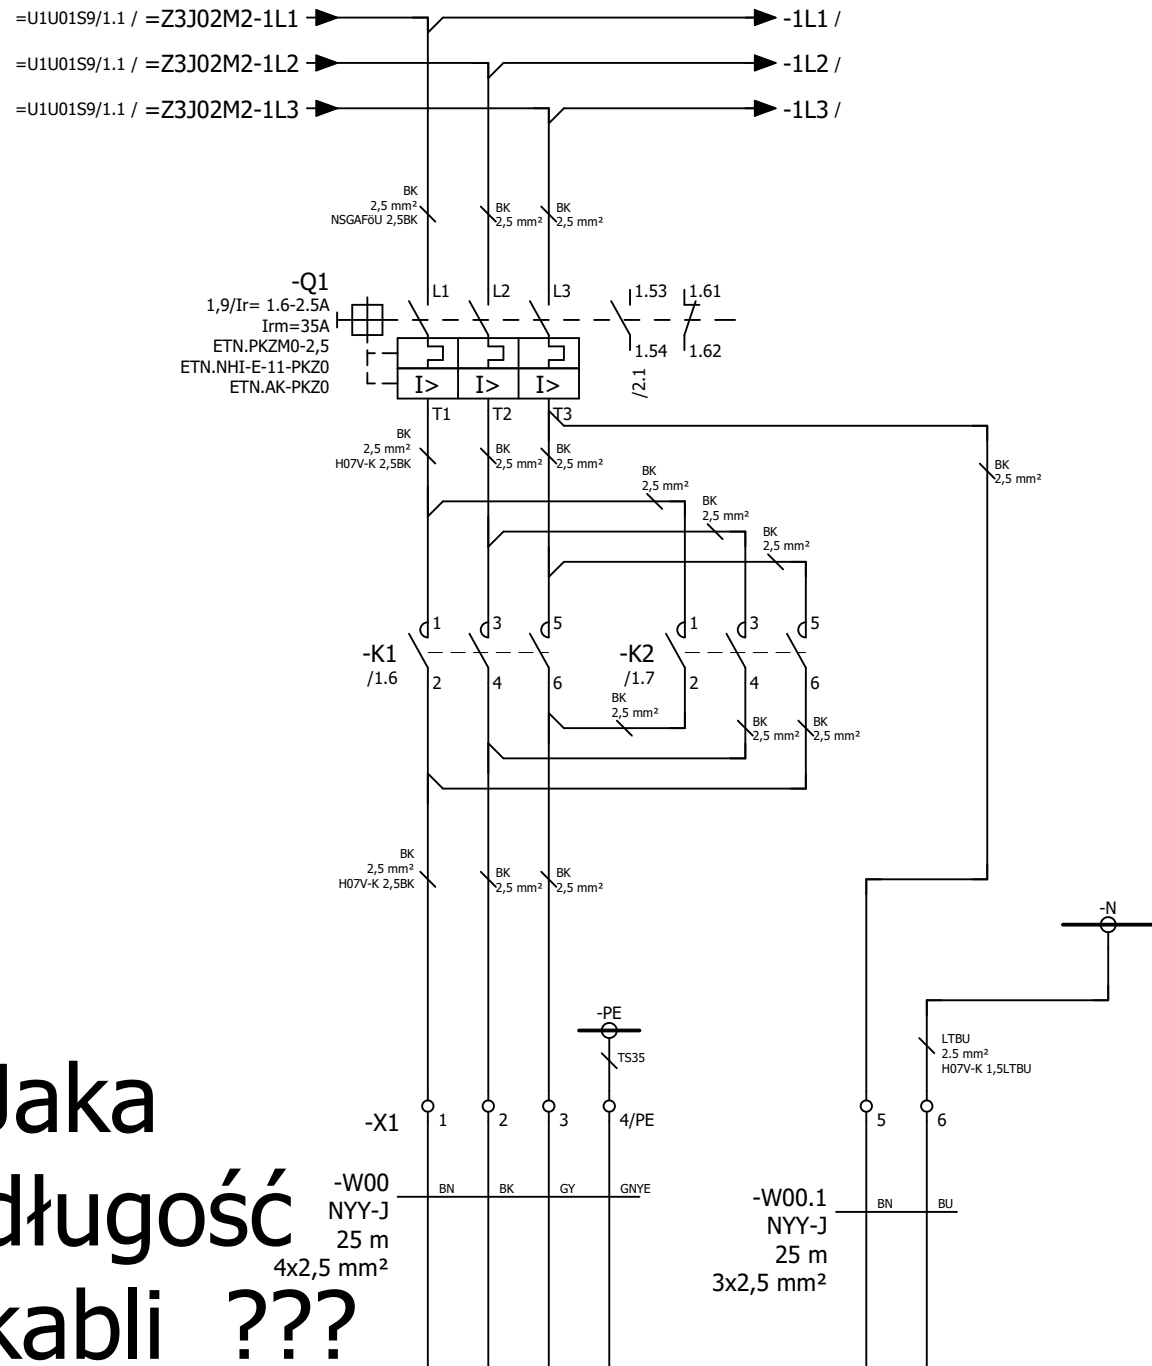 =U1U01S9/1.1 / =Z3J02M2-1L1
-1L1 /
=U1U01S9/1.1 / =Z3J02M2-1L2
-1L2 /
=U1U01S9/1.1 / =Z3J02M2-1L3
-1L3 /
BK
2,5 mm²
NSGAFöU 2,5BK
BK
2,5 mm²
BK
2,5 mm²
-Q1
1,9/Ir= 1.6-2.5A
Irm=35A
ETN.PKZM0-2,5
ETN.NHI-E-11-PKZ0
ETN.AK-PKZ0
L1
L2
L3
1.53
1.61
1.54
1.62
/2.1
I>
I>
I>
T1
T2
T3
BK
2,5 mm²
H07V-K 2,5BK
BK
2,5 mm²
BK
2,5 mm²
BK
2,5 mm²
BK
2,5 mm²
BK
2,5 mm²
BK
2,5 mm²
-K1
/1.6
1
3
5
2
4
6
-K2
/1.7
1
3
5
2
4
6
BK
2,5 mm²
BK
2,5 mm²
BK
2,5 mm²
BK
2,5 mm²
H07V-K 2,5BK
BK
2,5 mm²
BK
2,5 mm²
-N
-PE
TS35
LTBU
2.5 mm²
H07V-K 1,5LTBU
-X1
1
2
3
4/PE
5
6
-W00
NYY-J
25 m
4x2,5 mm²
BN
BK
GY
GNYE
-W00.1
NYY-J
25 m
3x2,5 mm²
BN
BU
Jaka
długość
kabli ???